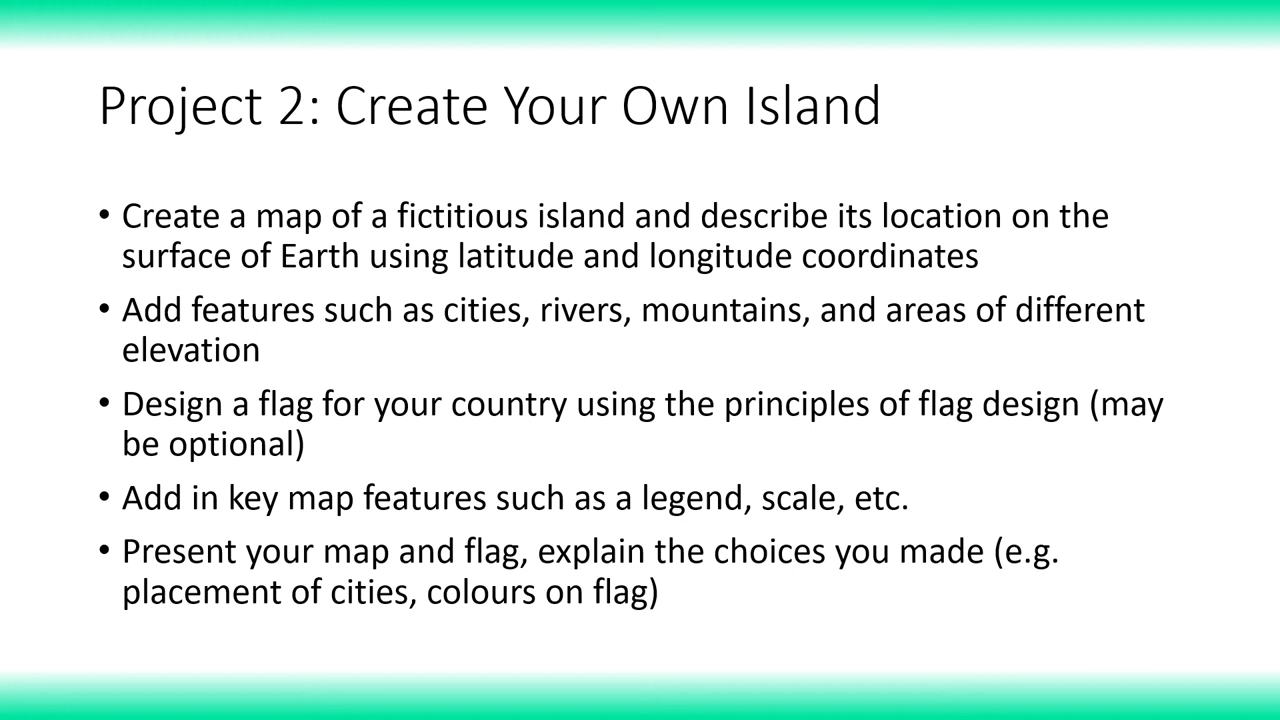 Project 2: Create Your Own Island
• Create a map of a fictitious island and describe its location on the
surface of Earth using latitude and longitude coordinates
• Add features such as cities, rivers, mountains, and areas of different
elevation
• Design a flag for your country using the principles of flag design (may
be optional)
• Add in key map features such as a legend, scale, etc.
• Present your map and flag, explain the choices you made (e.g.
placement of cities, colours on flag)